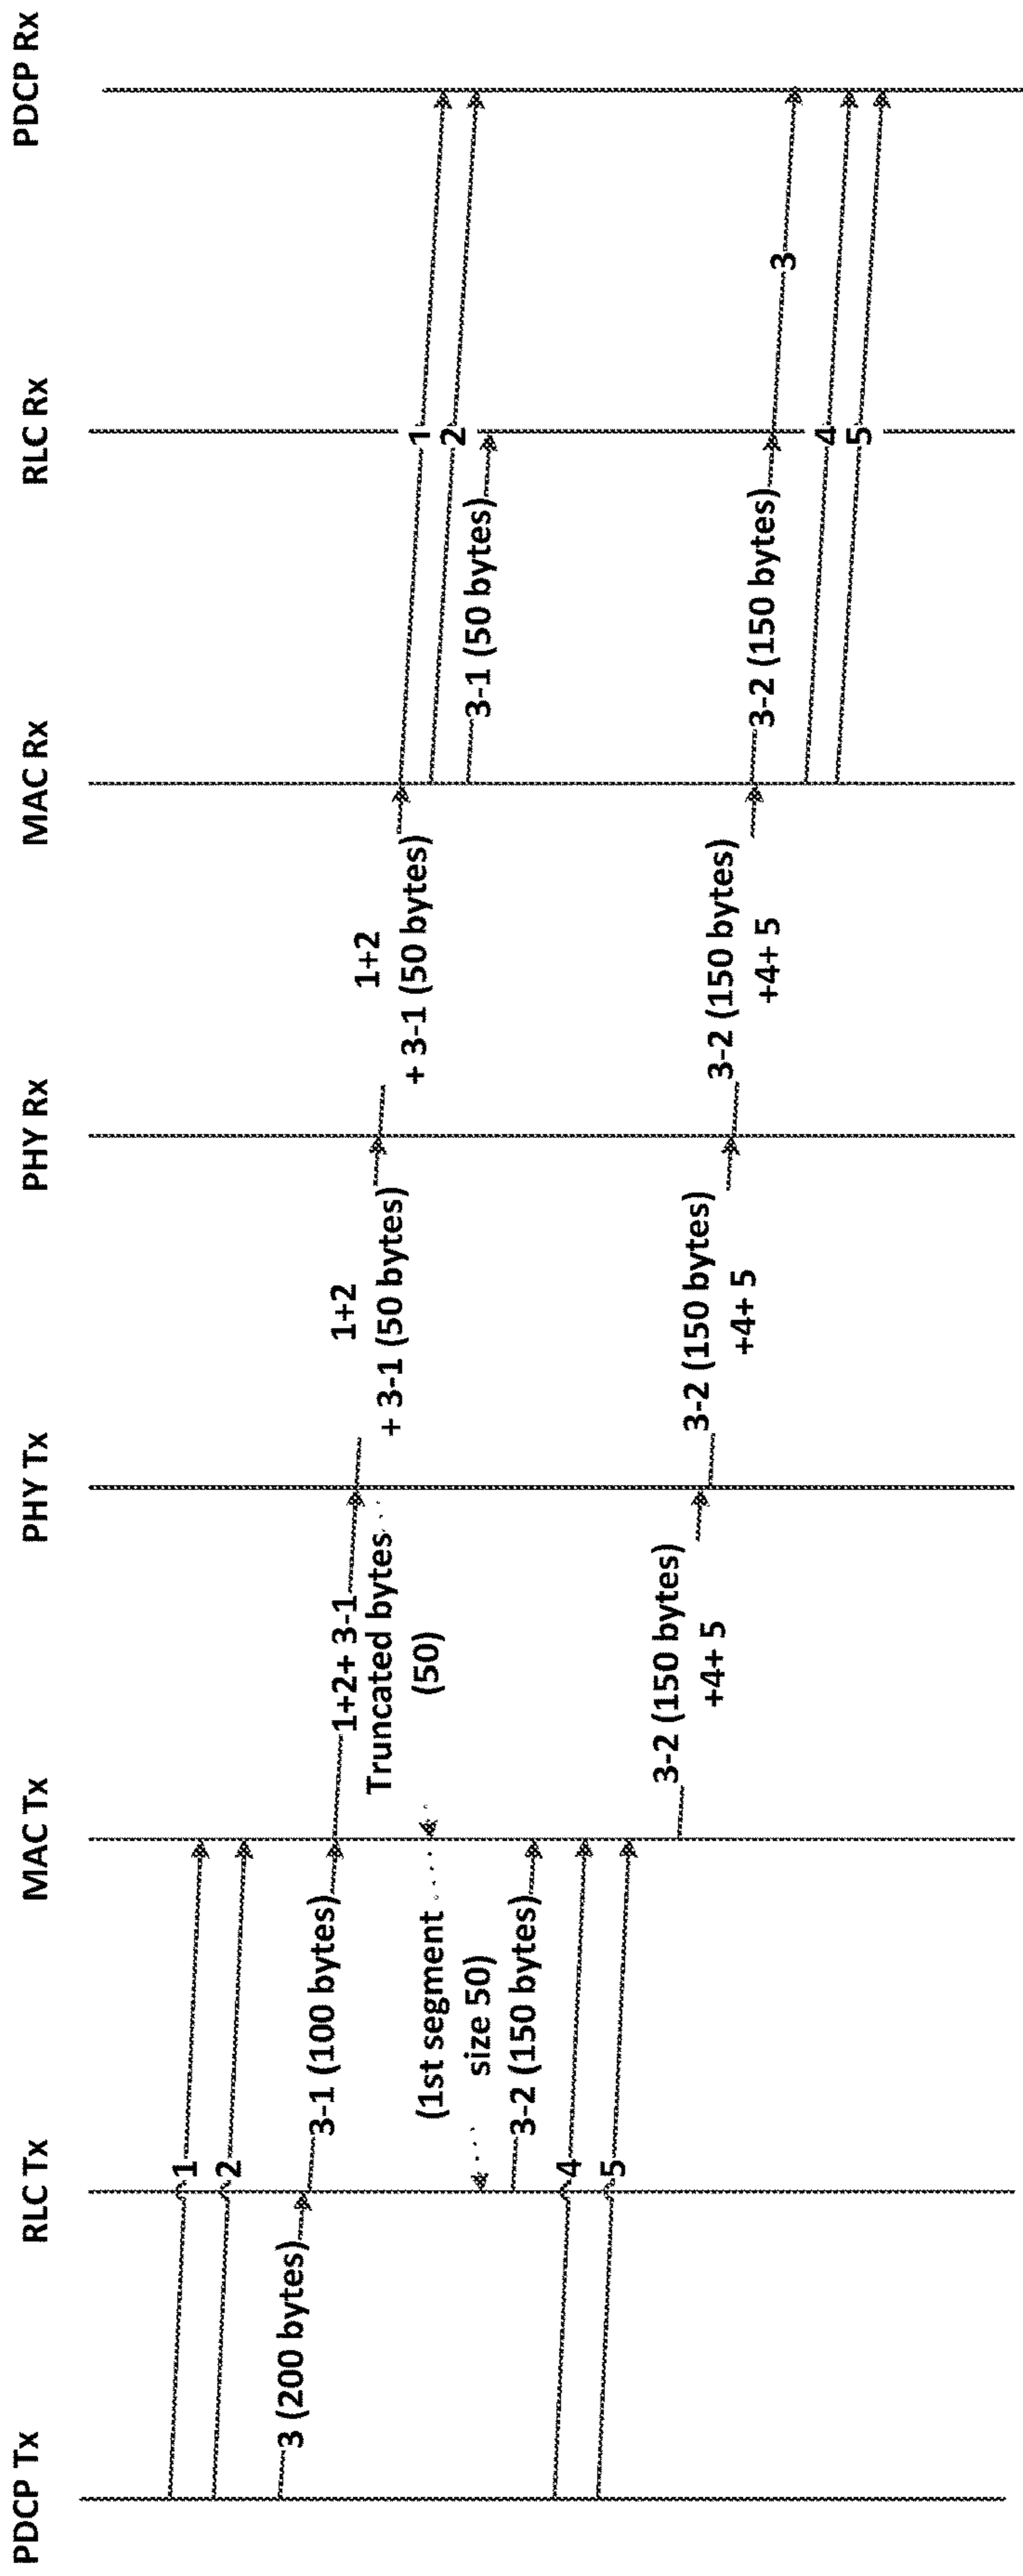 PDCP Tx
RLC Tx
MAC Tx
PHY Tx
PHY Rx
MAC Rx
RLC Rx
PDCP Rx
1
2
3 (200 bytes)
3-1 (100 bytes)
1+2+ 3-1
Truncated bytes
(50)
(1st segment
size 50)
3-2 (150 bytes)
4
5
1+2
+ 3-1 (50 bytes)
1+2
+ 3-1 (50 bytes)
1
2
3-1 (50 bytes)
3-2 (150 bytes)
+4+ 5
3-2 (150 bytes)
+4+ 5
3-2 (150 bytes)
+4+ 5
3-2 (150 bytes)
3
4
5